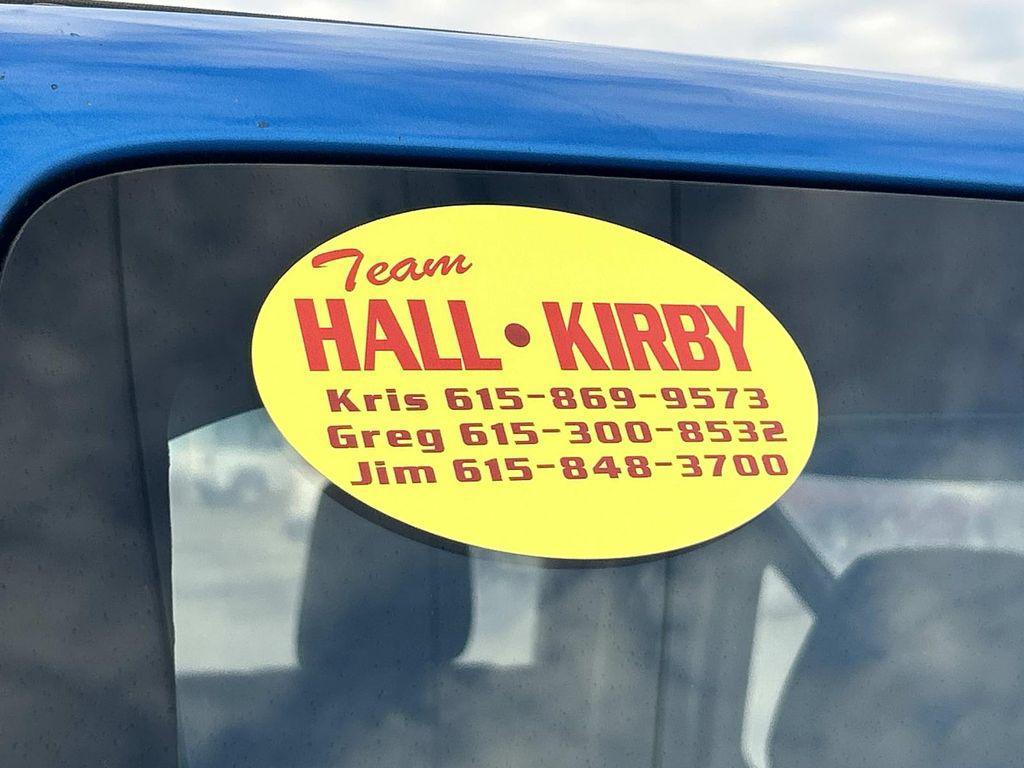 Team
HALL • KIRBY
Kris 615-869-9573
Greg 615-300-8532
Jim 615-848-3700